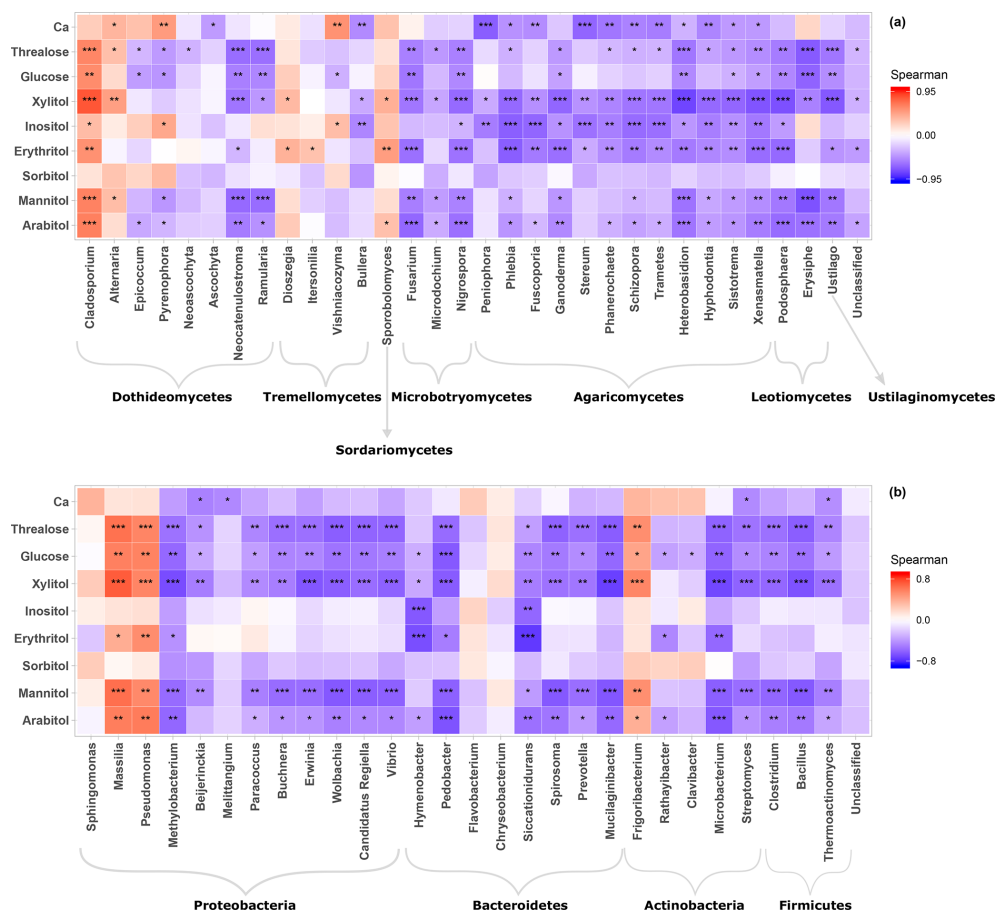 (a)
Ca
Threalose
Glucose
Xylitol
Inositol
Erythritol
Sorbitol
Mannitol
Arabitol
Spearman
0.95
0.00
−0.95
Cladosporium
Alternaria
Epicoccum
Pyrenophora
Neoascochyta
Ascochyta
Neocatenulostroma
Ramularia
Dioszegia
Itersonilia
Vishniacozyma
Bullera
Sporobolomyces
Fusarium
Microdochium
Nigrospora
Peniophora
Phlebia
Fuscoporia
Ganoderma
Stereum
Phanerochaete
Schizopora
Trametes
Heterobasidion
Hyphodontia
Sistotrema
Xenasmatella
Podosphaera
Erysiphe
Ustilago
Unclassified
Dothideomycetes
Tremellomycetes
Microbotryomycetes
Agaricomycetes
Leotiomycetes
Ustilaginomycetes
Sordariomycetes
(b)
Ca
Threalose
Glucose
Xylitol
Inositol
Erythritol
Sorbitol
Mannitol
Arabitol
Spearman
0.8
0.0
−0.8
Sphingomonas
Massilia
Pseudomonas
Methylobacterium
Beijerinckia
Melittangium
Paracoccus
Buchnera
Erwinia
Wolbachia
Candidatus Regiella
Vibrio
Hymenobacter
Pedobacter
Flavobacterium
Chryseobacterium
Siccationidurans
Spirosoma
Prevotella
Mucilaginibacter
Frigoribacterium
Rathayibacter
Clavibacter
Microbacterium
Streptomyces
Clostridium
Bacillus
Thermoactinomyces
Unclassified
Proteobacteria
Bacteroidetes
Actinobacteria
Firmicutes